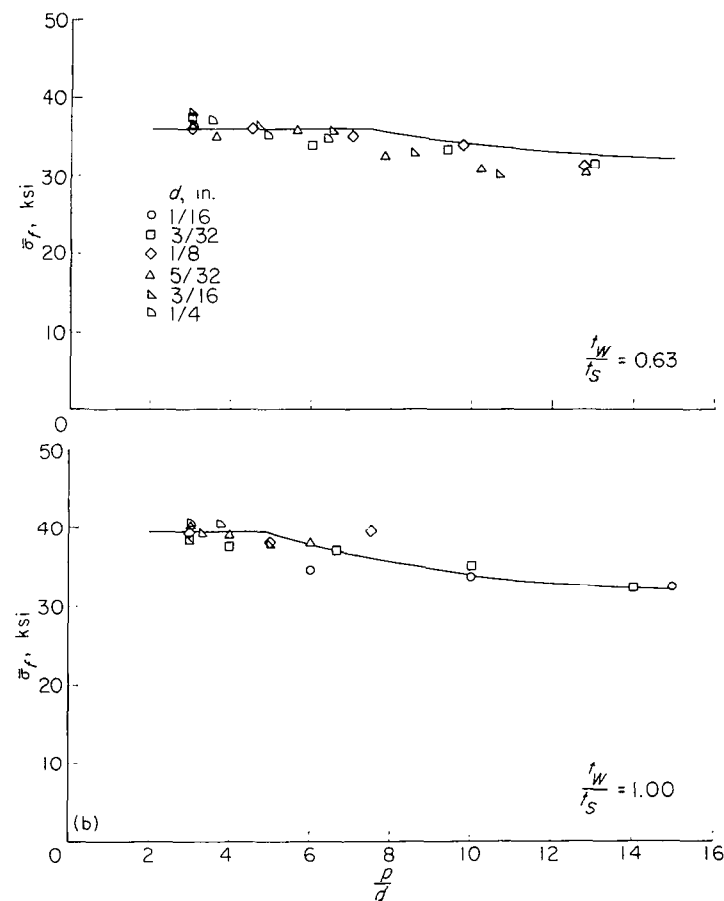 50
40
30
20
10
0
σ̄f, ksi
d, in.
○ 1/16
□ 3/32
◇ 1/8
△ 5/32
◺ 3/16
◿ 1/4
tW/tS = 0.63
50
40
30
20
10
0
σ̄f, ksi
tW/tS = 1.00
(b)
2 4 6 8 10 12 14 16
p/d